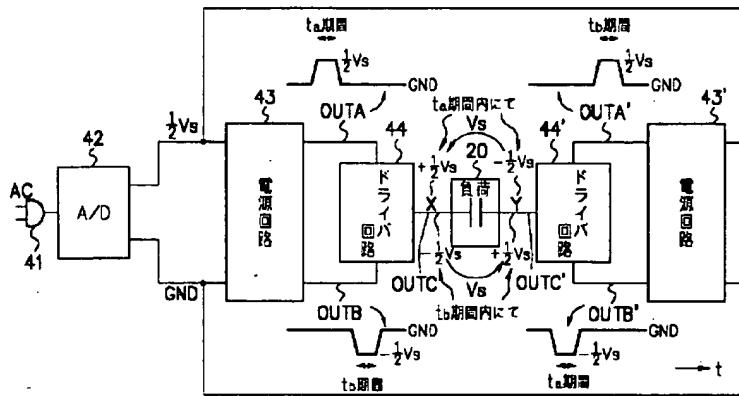 ta期間
tb期間
½Vs
GND
½Vs
GND
½Vs
43
OUTA
44
ta期間内にて
Vs
20
OUTA'
44'
43'
42
+½Vs
-½Vs
AC
A/D
41
電源回路
ドライバ回路
負荷
ドライバ回路
電源回路
X
Y
-½Vs
+½Vs
Vs
OUTC
OUTC'
GND
tb期間内にて
OUTB
GND
OUTB'
GND
-½Vs
-½Vs
tb期間
ta期間
t